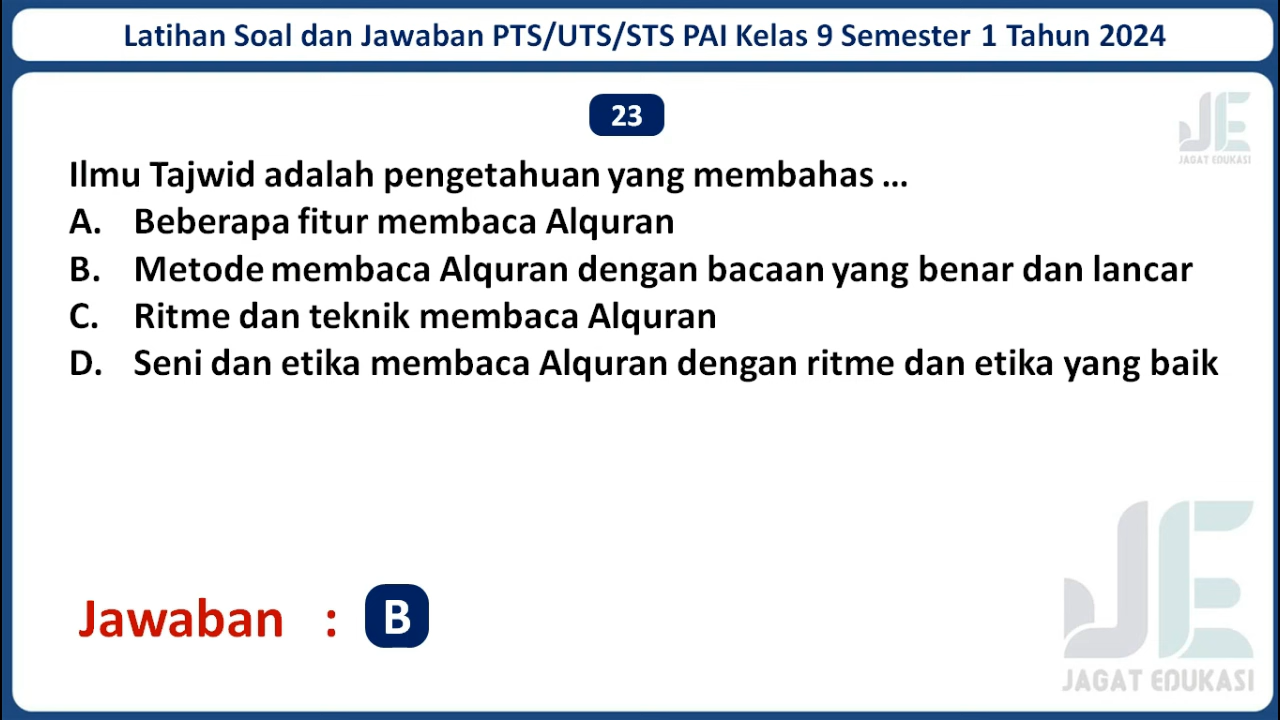 Latihan Soal dan Jawaban PTS/UTS/STS PAI Kelas 9 Semester 1 Tahun 2024
23
JE
JAGAT EDUKASI
Ilmu Tajwid adalah pengetahuan yang membahas ...
A. Beberapa fitur membaca Alquran
B. Metode membaca Alquran dengan bacaan yang benar dan lancar
C. Ritme dan teknik membaca Alquran
D. Seni dan etika membaca Alquran dengan ritme dan etika yang baik
Jawaban : B
JE
JAGAT EDUKASI